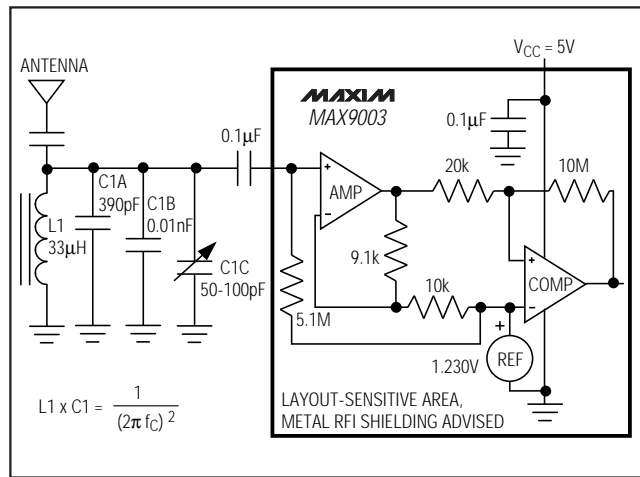 ANTENNA
V_CC = 5V
MAXIM
MAX9003
0.1µF
0.1µF
20k
10M
+
AMP
-
C1A
390pF
C1B
0.01nF
L1
33µH
C1C
50-100pF
9.1k
10k
5.1M
+
COMP
-
+
REF
1.230V
L1 x C1 = 1 / (2π f_C)²
LAYOUT-SENSITIVE AREA,
METAL RFI SHIELDING ADVISED